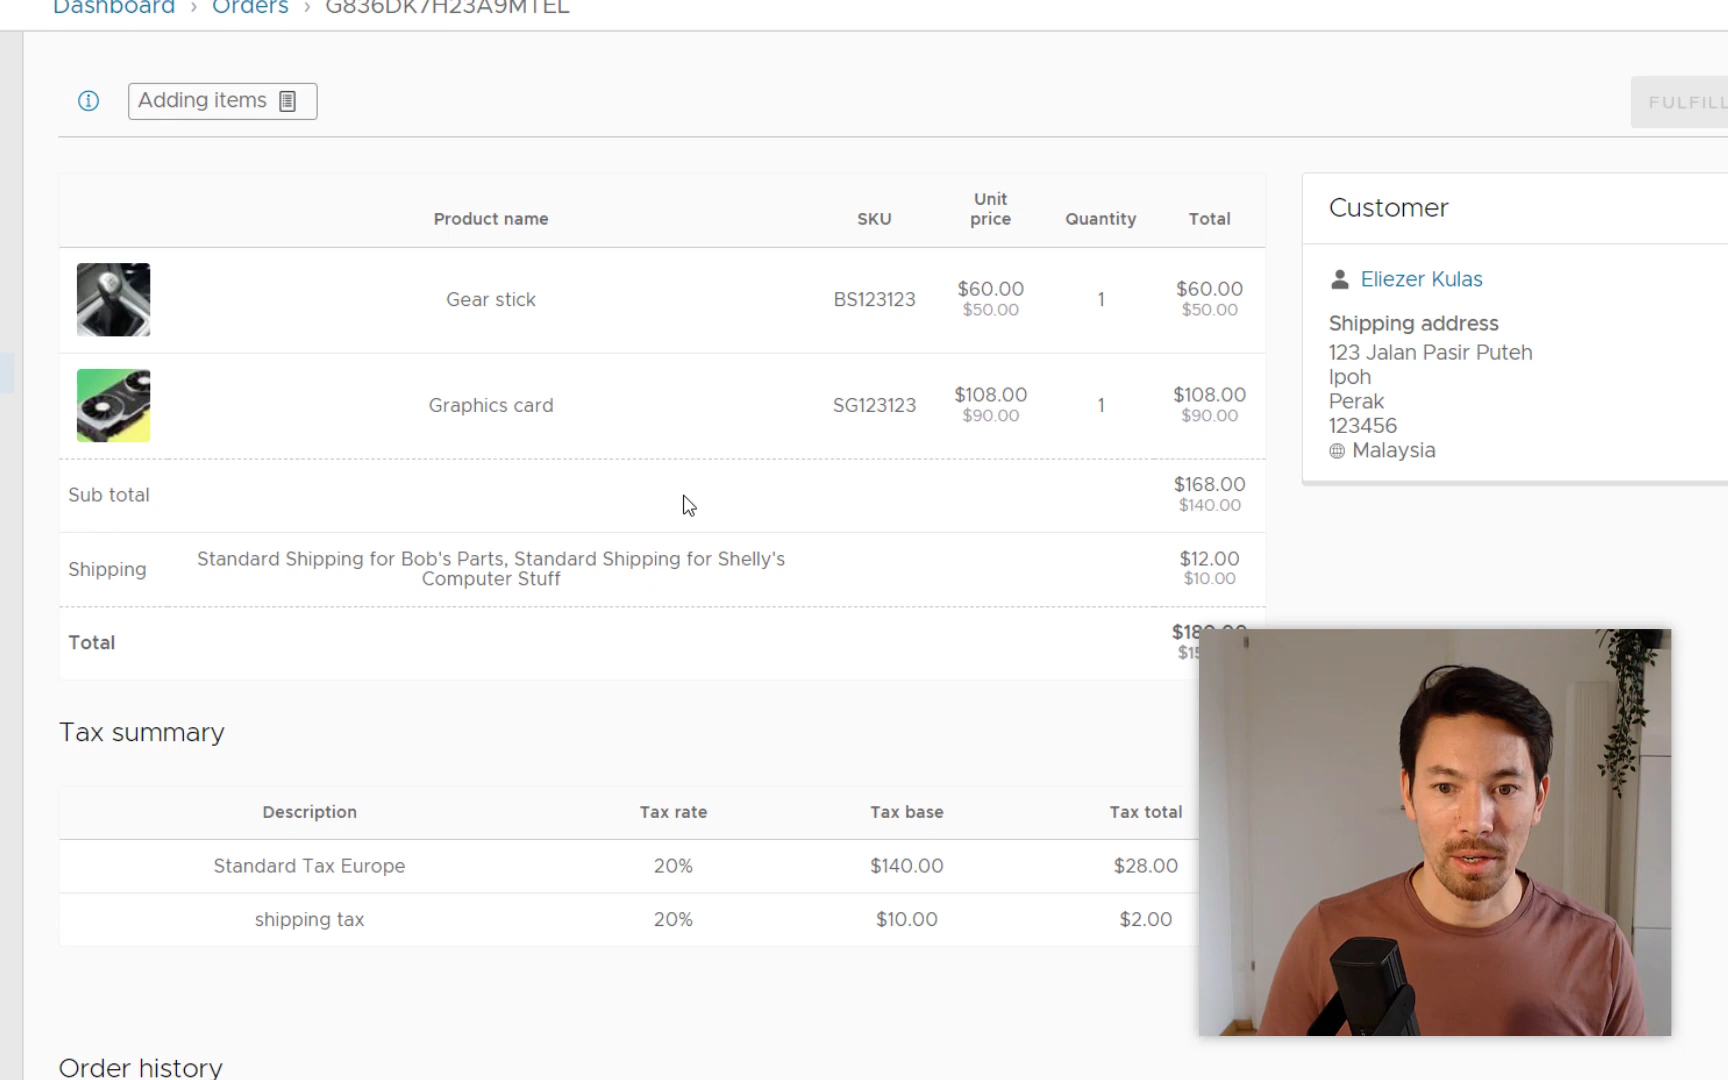 Dashboard › Orders › G836DK7H23A9MTEL
Adding items
FULFILL
Product name SKU Unit price Quantity Total
Gear stick BS123123 $60.00 1 $60.00
$50.00 $50.00
Graphics card SG123123 $108.00 1 $108.00
$90.00 $90.00
Sub total $168.00
$140.00
Shipping Standard Shipping for Bob's Parts, Standard Shipping for Shelly's $12.00
Computer Stuff $10.00
Total
Customer
Eliezer Kulas
Shipping address
123 Jalan Pasir Puteh
Ipoh
Perak
123456
Malaysia
Tax summary
Description Tax rate Tax base Tax total
Standard Tax Europe 20% $140.00 $28.00
shipping tax 20% $10.00 $2.00
Order history